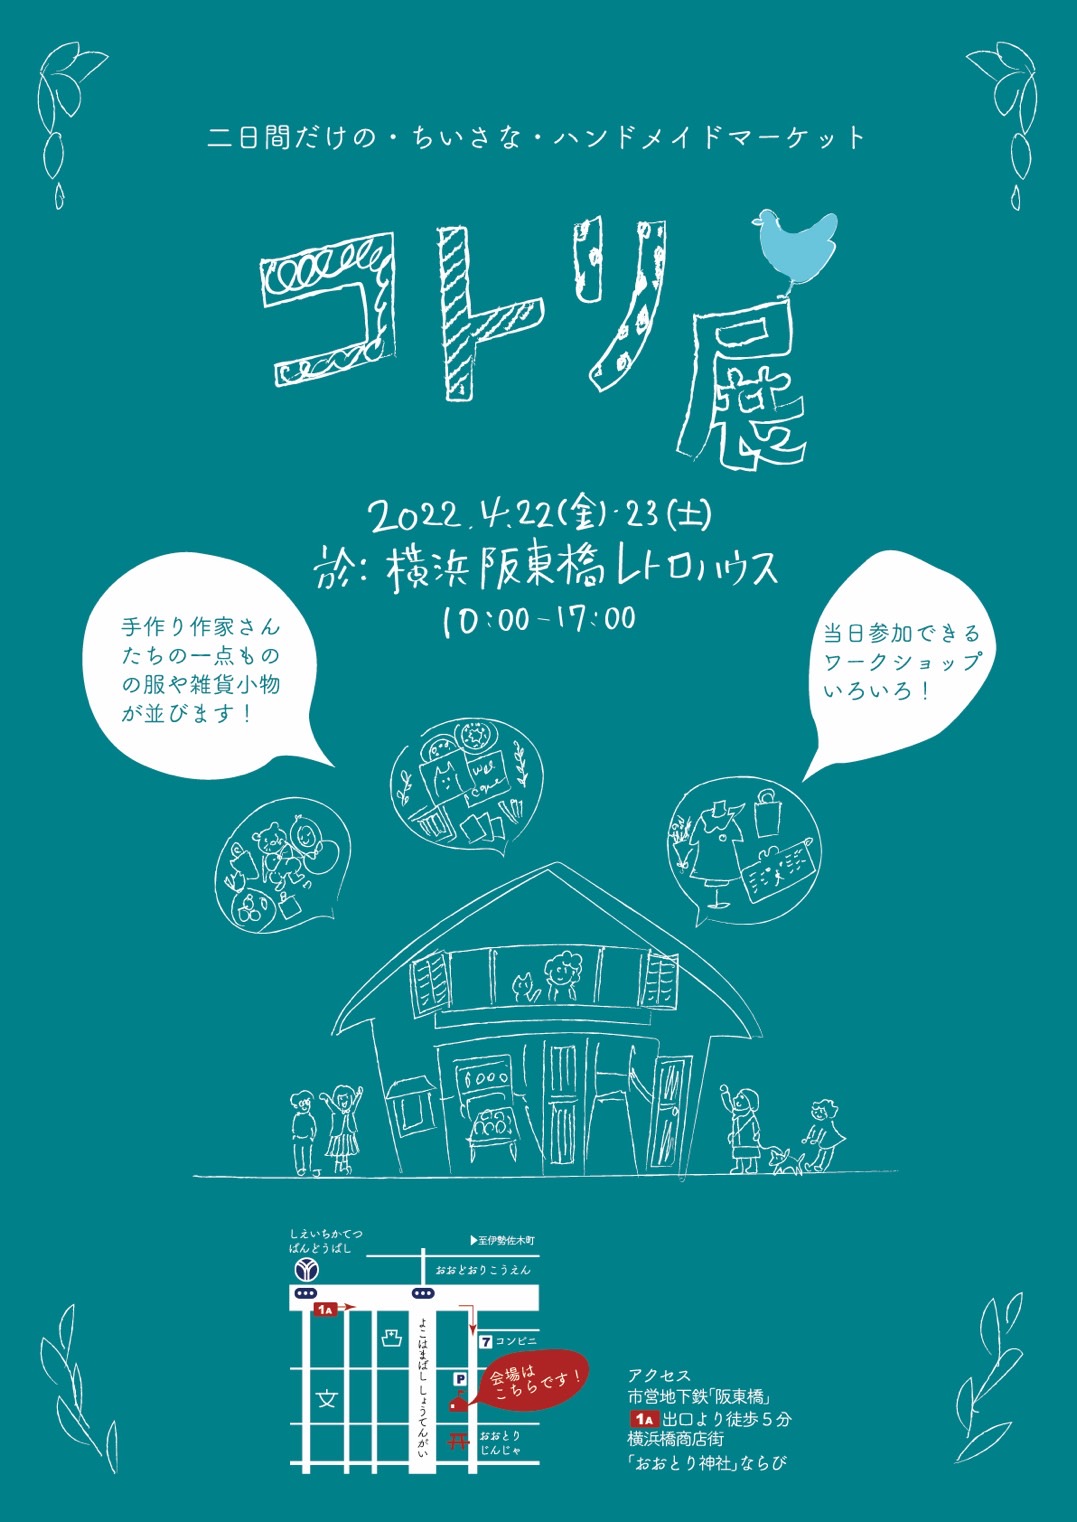 二日間だけの・ちいさな・ハンドメイドマーケット
コトリ展
2022.4.22(金)・23(土)
於：横浜阪東橋レトロハウス
10:00-17:00
手作り作家さん
たちの一点もの
の服や雑貨小物
が並びます！
当日参加できる
ワークショップ
いろいろ！
しえいちかてつ
ばんどうばし
▶至伊勢佐木町
おおどおりこうえん
1A
よこはまばし しょうてんがい
7 コンビニ
文
P
会場は
こちらです！
おおとり
じんじゃ
アクセス
市営地下鉄「阪東橋」
1A 出口より徒歩5分
横浜橋商店街
「おおとり神社」ならび